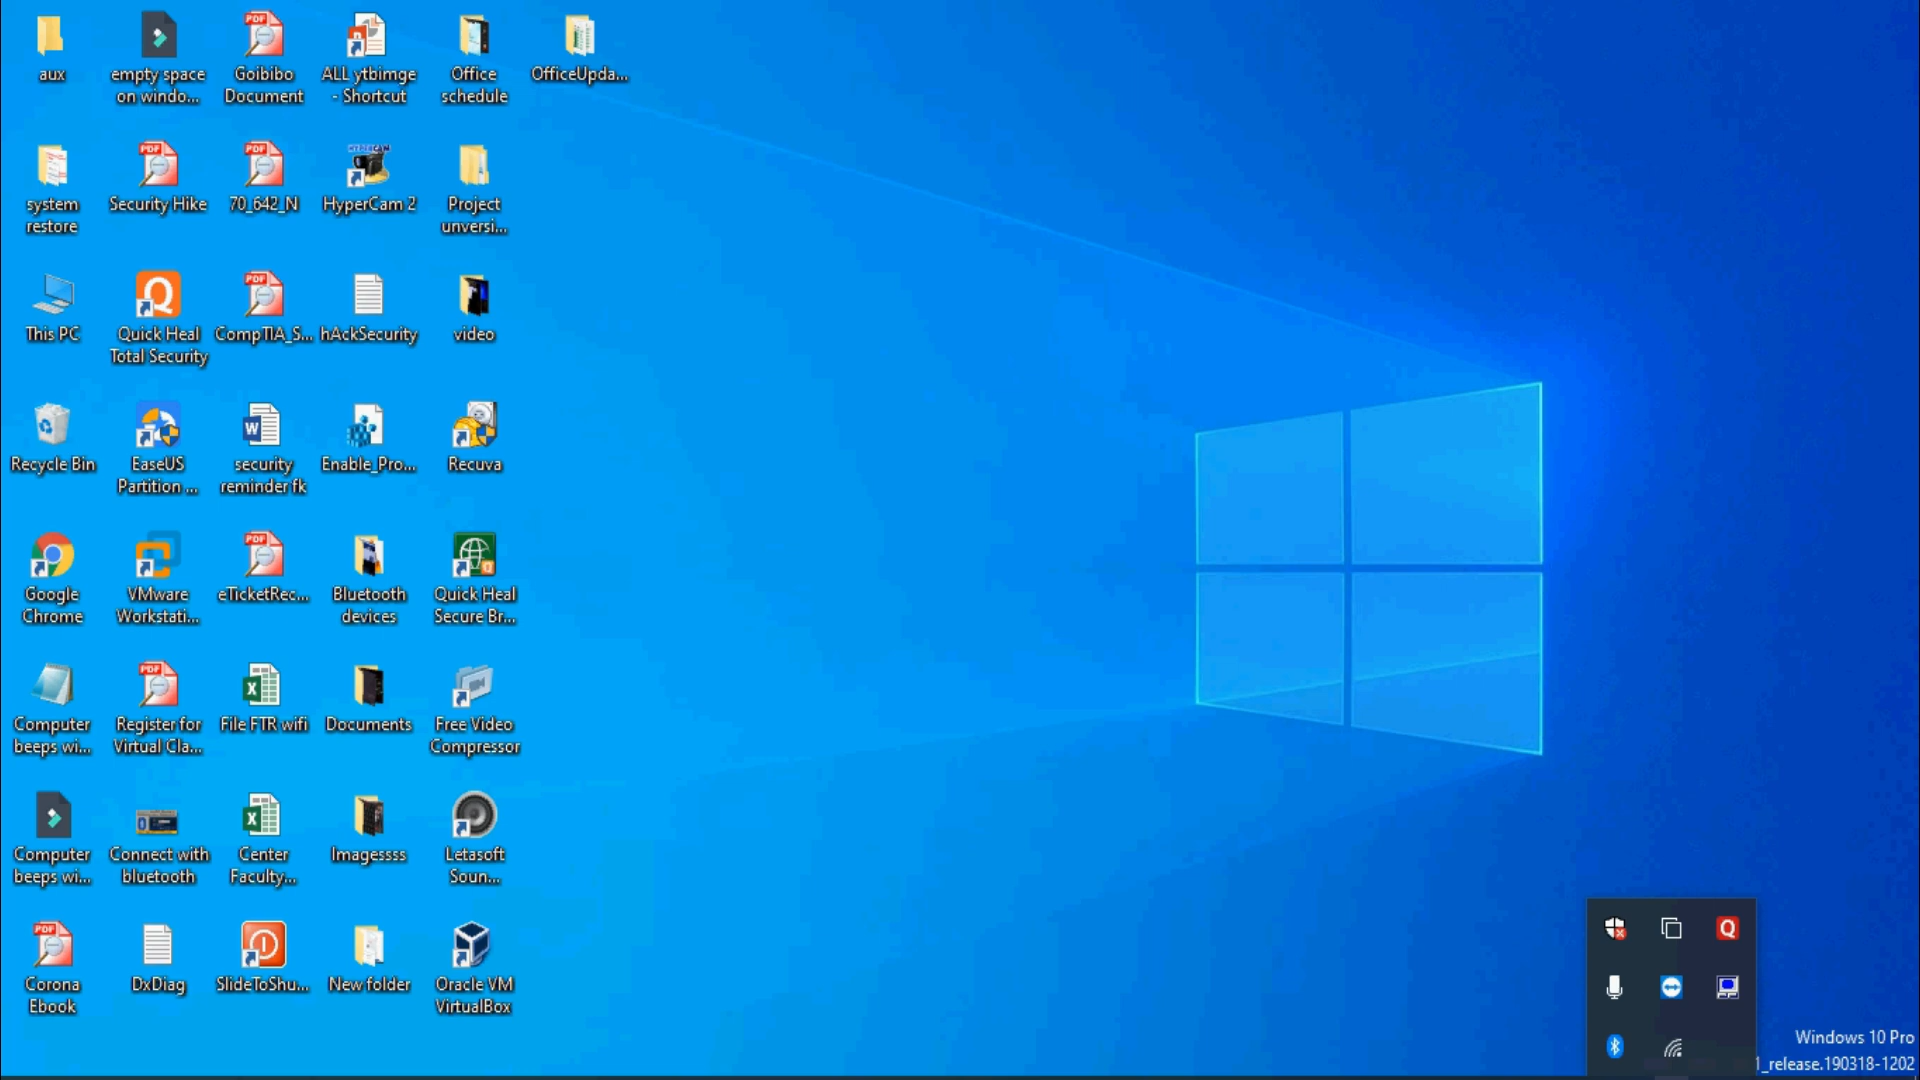 aux
empty space
on windo...
Goibibo
Document
ALL ytbimge
- Shortcut
Office
schedule
OfficeUpda...
system
restore
Security Hike
70_642_N
HyperCam 2
Project
unversi...
This PC
Quick Heal
Total Security
CompTIA_S...
hAckSecurity
video
Recycle Bin
EaseUS
Partition ...
security
reminder fk
Enable_Pro...
Recuva
Google
Chrome
VMware
Workstati...
eTicketRec...
Bluetooth
devices
Quick Heal
Secure Br...
Computer
beeps wi...
Register for
Virtual Cla...
File FTR wifi
Documents
Free Video
Compressor
Computer
beeps wi...
Connect with
bluetooth
Center
Faculty...
Imagessss
Letasoft
Soun...
Corona
Ebook
DxDiag
SlideToShu...
New folder
Oracle VM
VirtualBox
Windows 10 Pro
1_release.190318-1202